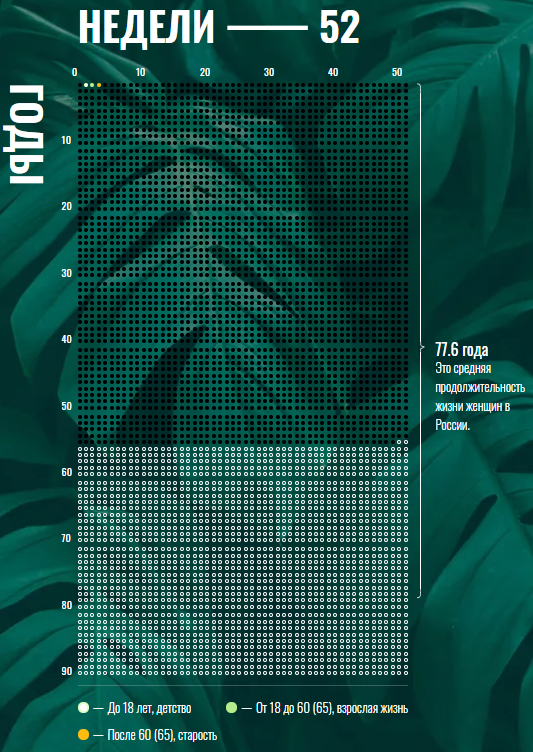 НЕДЕЛИ —— 52
0 10 20 30 40 50
ГОДЫ
10
20
30
40
50
60
70
80
90
77.6 года
Это средняя
продолжительность
жизни женщин в
России.
— До 18 лет, детство
— От 18 до 60 (65), взрослая жизнь
— После 60 (65), старость